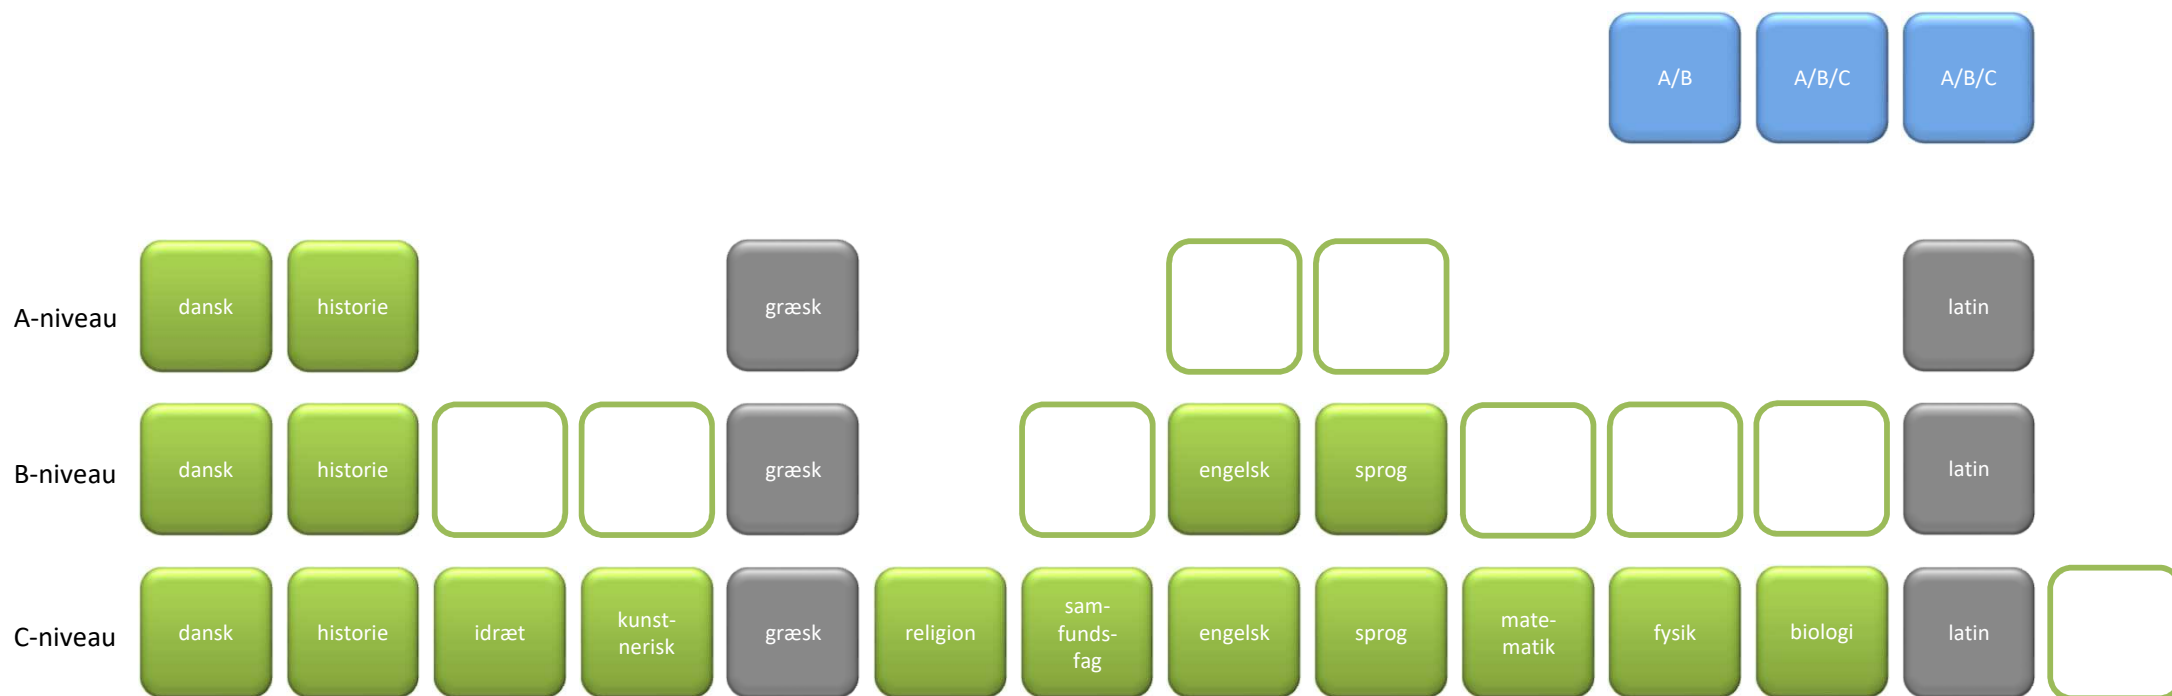 A/B
A/B/C
A/B/C
A-niveau
dansk
historie
græsk
latin
B-niveau
dansk
historie
græsk
engelsk
sprog
latin
C-niveau
dansk
historie
idræt
kunst-
nerisk
græsk
religion
sam-
funds-
fag
engelsk
sprog
mate-
matik
fysik
biologi
latin